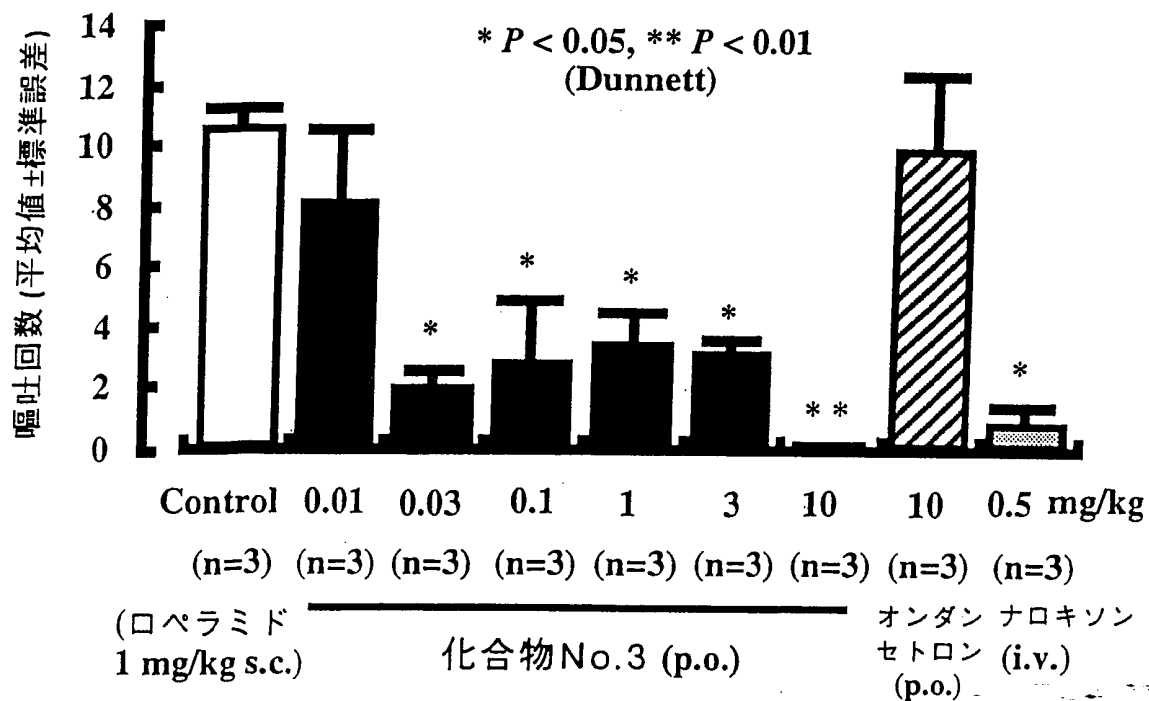 嘔吐回数 (平均値±標準誤差)
14
12
10
8
6
4
2
0
* P < 0.05, ** P < 0.01
(Dunnett)
*
*
*
*
**
*
Control 0.01 0.03 0.1 1 3 10 10 0.5 mg/kg
(n=3) (n=3) (n=3) (n=3) (n=3) (n=3) (n=3) (n=3) (n=3)
(ロペラミド
1 mg/kg s.c.)
化合物No.3 (p.o.)
オンダン
セトロン
(p.o.)
ナロキソン
(i.v.)